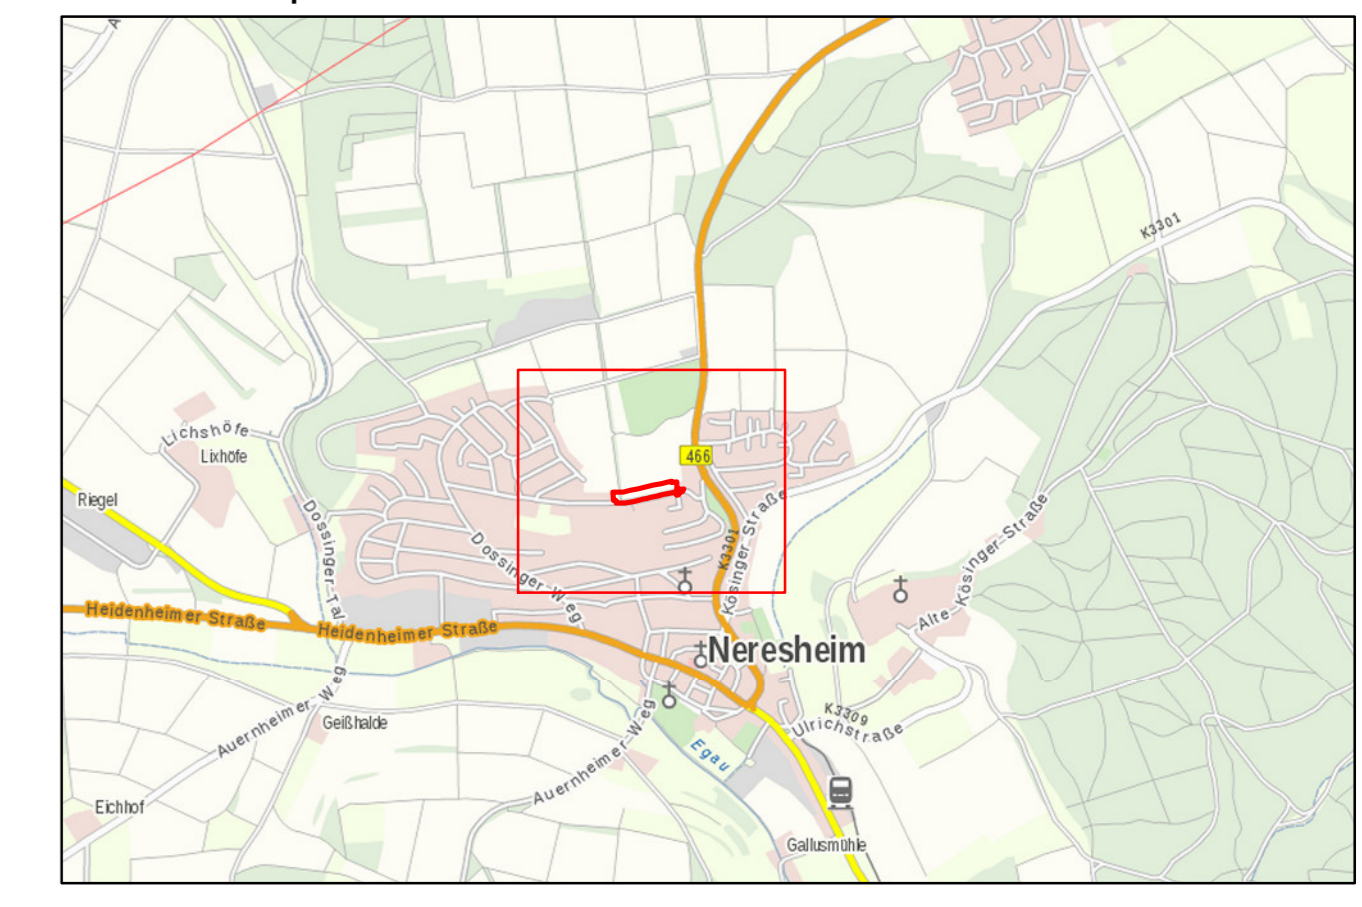 K3301
466
Lichshöfe
Lixhöfe
Riegel
Dossinger-Tal
Dossinger-Weg
K3301
Kösinger-Straße
Alte-Kösinger-Straße
Heidenheimer Straße
Heidenheimer Straße
Neresheim
Auernheimer-Weg
Geißhalde
Auernheimer-Weg
Egau
K3309
Ulrichstraße
Eichhof
Gallusmühle